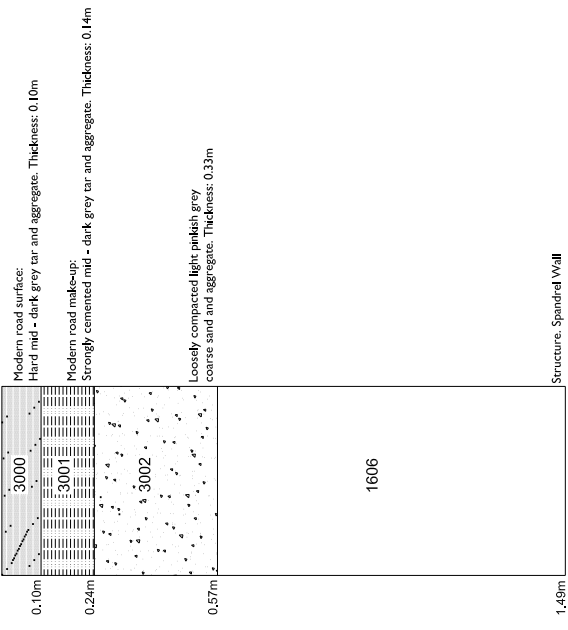 Modern road surface:
Hard mid - dark grey tar and aggregate. Thickness: 0.10m
Modern road make-up:
Strongly cemented mid - dark grey tar and aggregate. Thickness: 0.14m
Loosely compacted light pinkish grey
coarse sand and aggregate. Thickness: 0.33m
Structure. Spandrel Wall
3000
3001
3002
1606
0.10m
0.24m
0.57m
1.49m